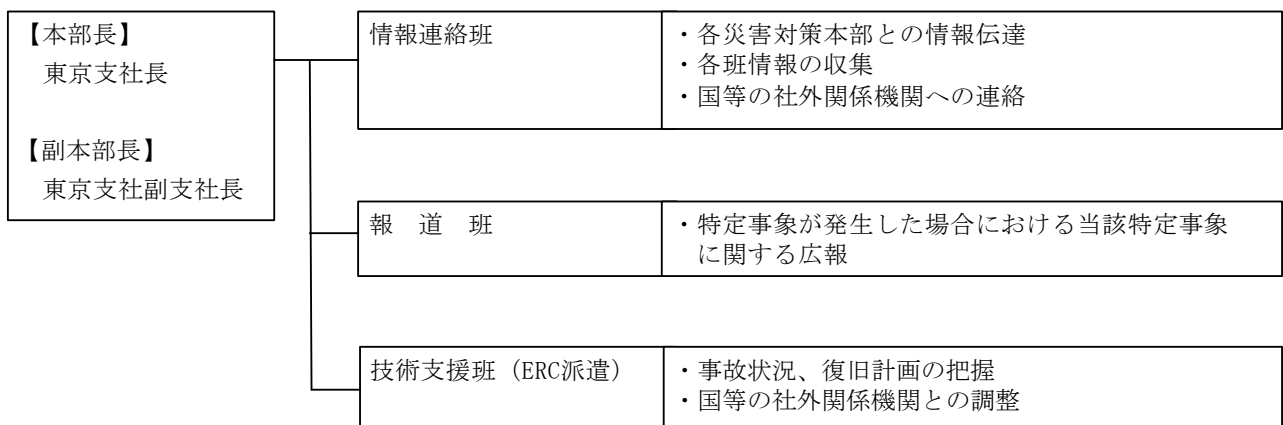 【本部長】
東京支社長
【副本部長】
東京支社副支社長
情報連絡班
・各災害対策本部との情報伝達
・各班情報の収集
・国等の社外関係機関への連絡
報　道　班
・特定事象が発生した場合における当該特定事象
に関する広報
技術支援班（ERC派遣）
・事故状況、復旧計画の把握
・国等の社外関係機関との調整